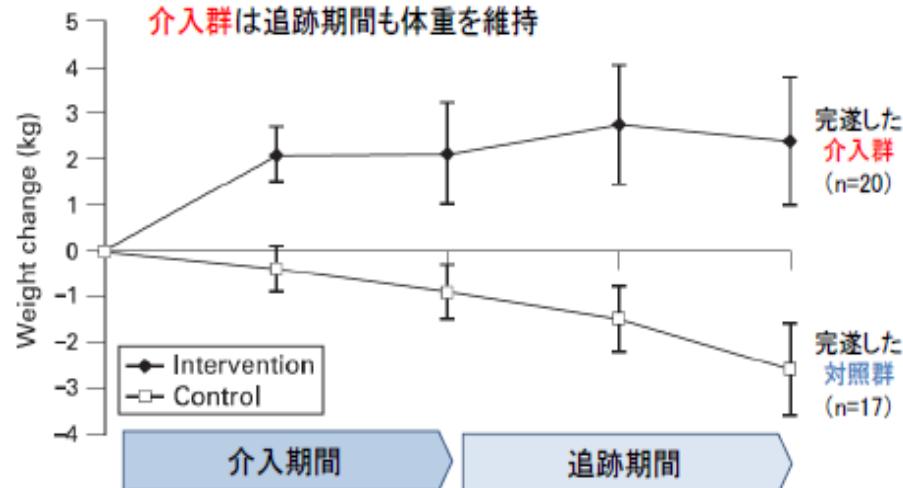 介入群は追跡期間も体重を維持
Weight change (kg)
5
4
3
2
1
0
−1
−2
−3
−4
完遂した
介入群
(n=20)
Intervention
Control
完遂した
対照群
(n=17)
介入期間
追跡期間